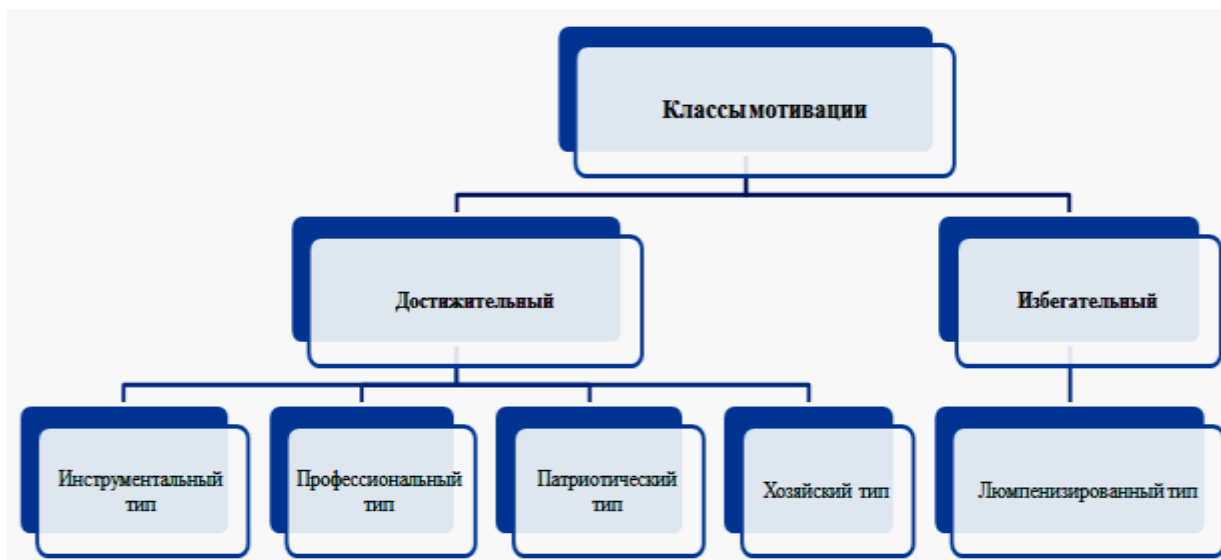 Классы мотивации
Достижительный
Избегательный
Инструментальный
тип
Профессиональный
тип
Патриотический
тип
Хозяйский тип
Люмпенизированный тип